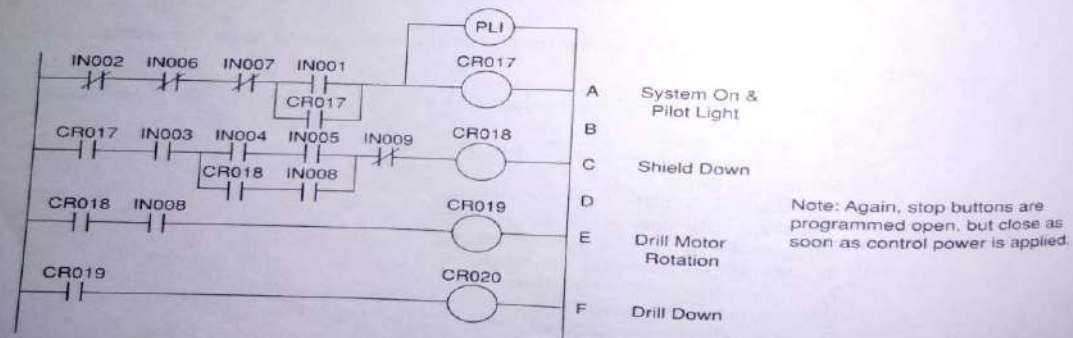 PLI
IN002 IN006 IN007 IN001 CR017
CR017
A System On &
Pilot Light
B
CR017 IN003 IN004 IN005 IN009 CR018
C Shield Down
CR018 IN008
D
CR018 IN008 CR019
E Drill Motor
Rotation
Note: Again, stop buttons are
programmed open, but close as
soon as control power is applied.
CR019 CR020
F Drill Down